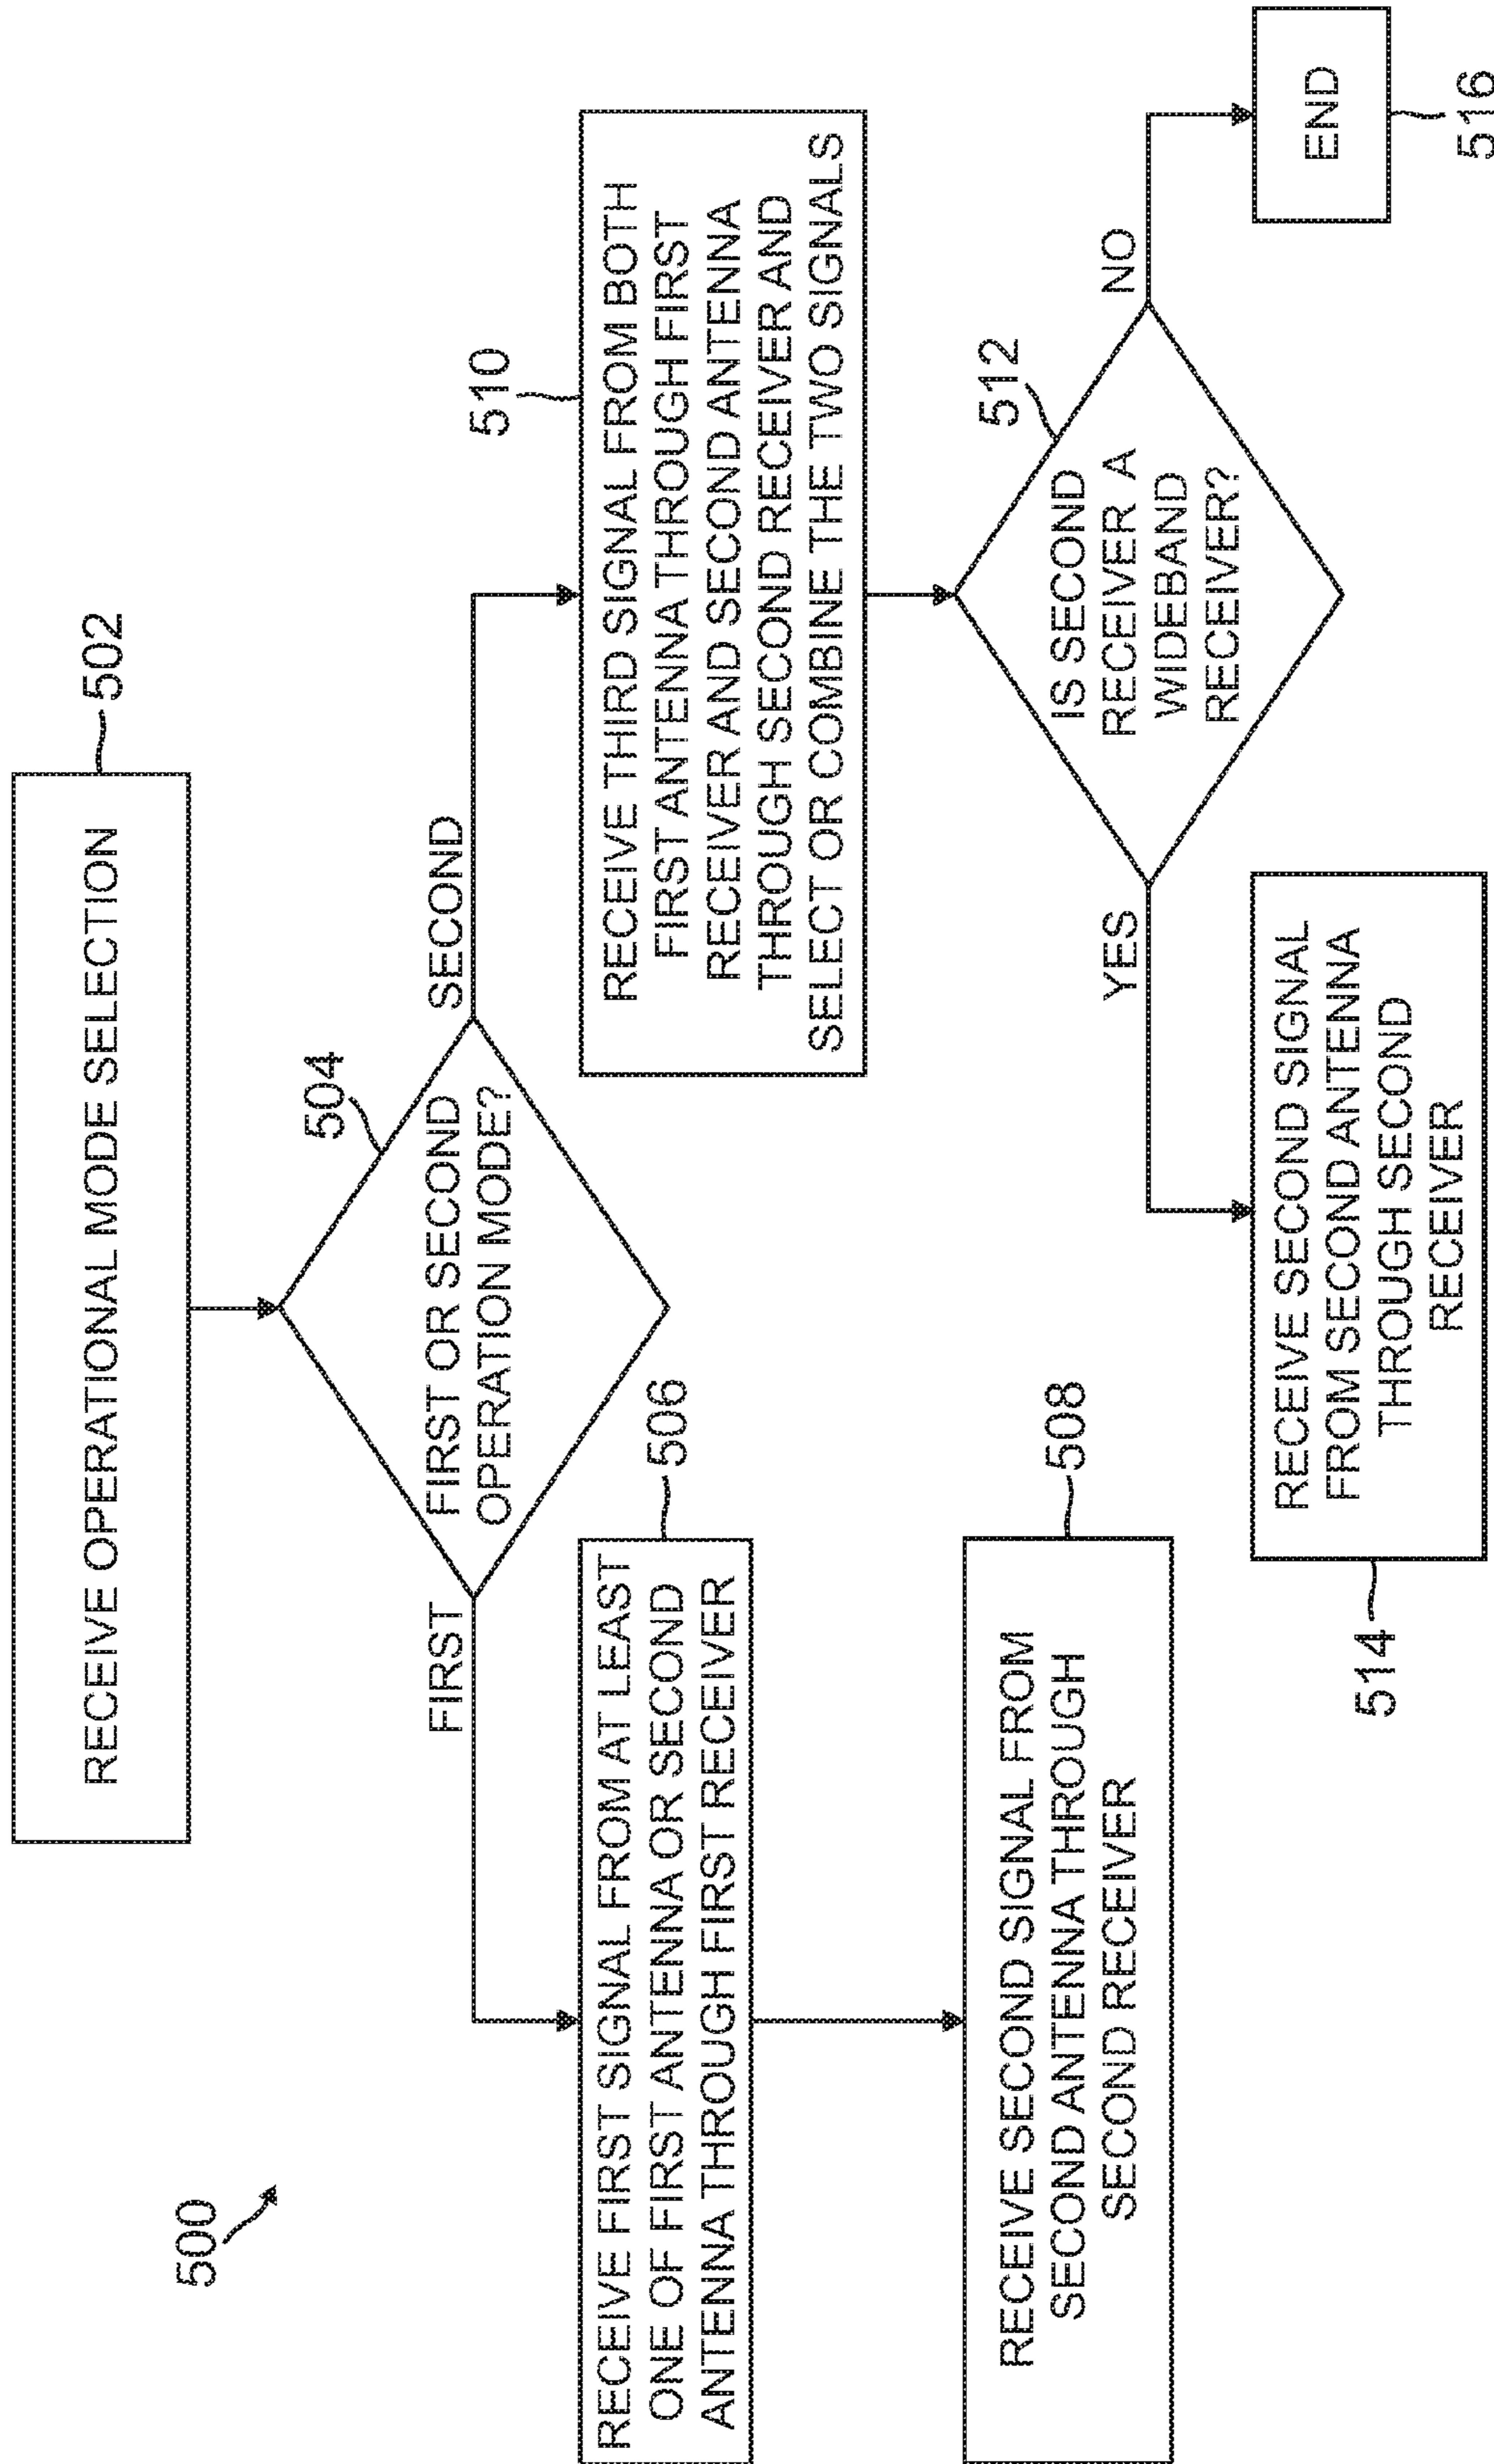 500
RECEIVE OPERATIONAL MODE SELECTION
502
504
FIRST OR SECOND
OPERATION MODE?
FIRST
SECOND
RECEIVE FIRST SIGNAL FROM AT LEAST
ONE OF FIRST ANTENNA OR SECOND
ANTENNA THROUGH FIRST RECEIVER
506
RECEIVE SECOND SIGNAL FROM
SECOND ANTENNA THROUGH
SECOND RECEIVER
508
510
RECEIVE THIRD SIGNAL FROM BOTH
FIRST ANTENNA THROUGH FIRST
RECEIVER AND SECOND ANTENNA
THROUGH SECOND RECEIVER AND
SELECT OR COMBINE THE TWO SIGNALS
512
IS SECOND
RECEIVER A
WIDEBAND
RECEIVER?
YES
NO
514
RECEIVE SECOND SIGNAL
FROM SECOND ANTENNA
THROUGH SECOND
RECEIVER
END
516